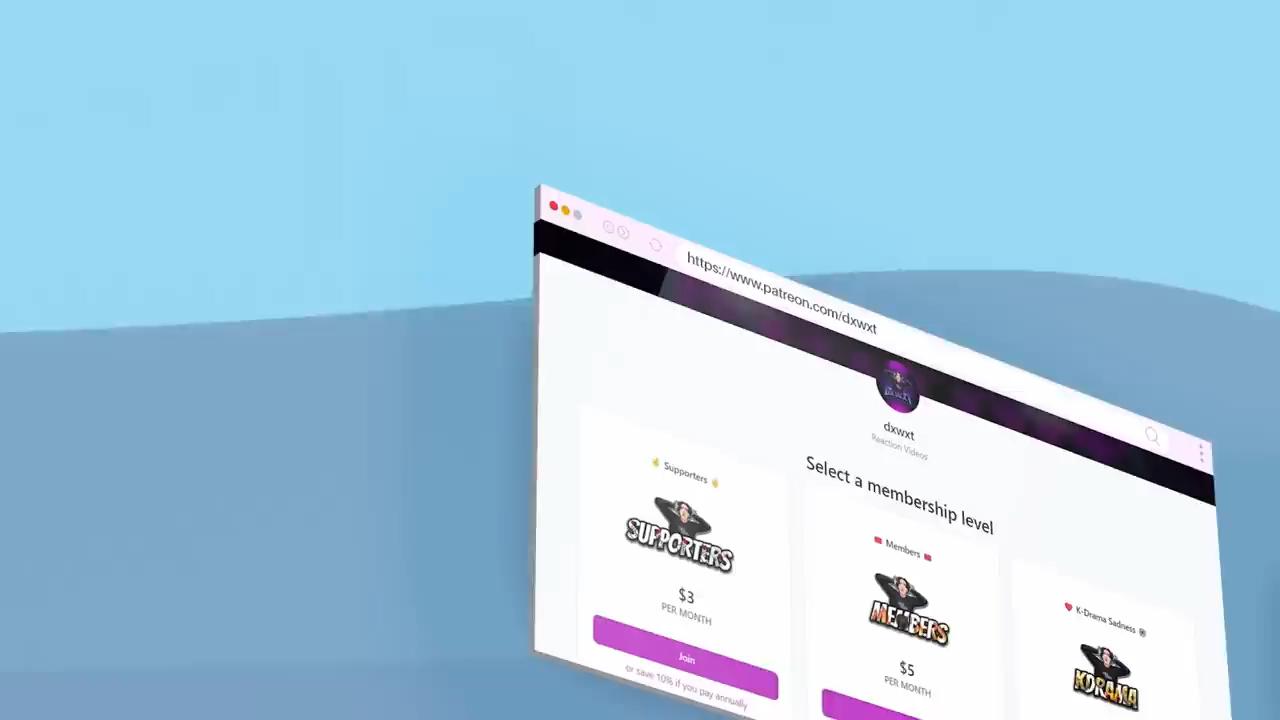 https://www.patreon.com/dxwxt
dxwxt
Reaction Videos
Select a membership level
Supporters
SUPPORTERS
$3
PER MONTH
Join
or save 10% if you pay annually
Members
MEMBERS
$5
PER MONTH
K-Drama Sadness
KDRAMA